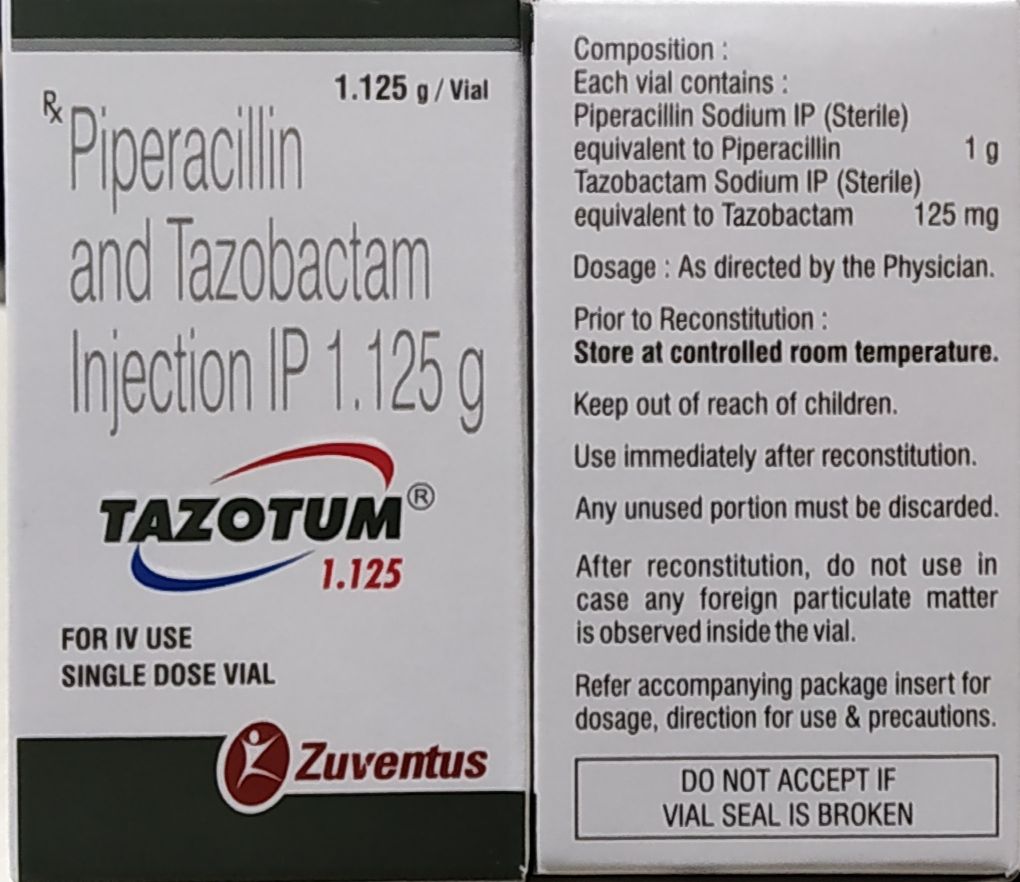 1.125 g / Vial
Rx
Piperacillin
and Tazobactam
Injection IP 1.125 g
TAZOTUM®
1.125
FOR IV USE
SINGLE DOSE VIAL
Zuventus
Composition :
Each vial contains :
Piperacillin Sodium IP (Sterile)
equivalent to Piperacillin 1 g
Tazobactam Sodium IP (Sterile)
equivalent to Tazobactam 125 mg
Dosage : As directed by the Physician.
Prior to Reconstitution :
Store at controlled room temperature.
Keep out of reach of children.
Use immediately after reconstitution.
Any unused portion must be discarded.
After reconstitution, do not use in
case any foreign particulate matter
is observed inside the vial.
Refer accompanying package insert for
dosage, direction for use & precautions.
DO NOT ACCEPT IF
VIAL SEAL IS BROKEN